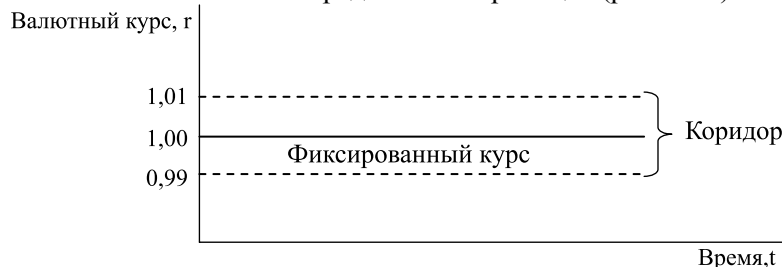 Валютный курс, r
1,01
1,00
Коридор
Фиксированный курс
0,99
Время,t